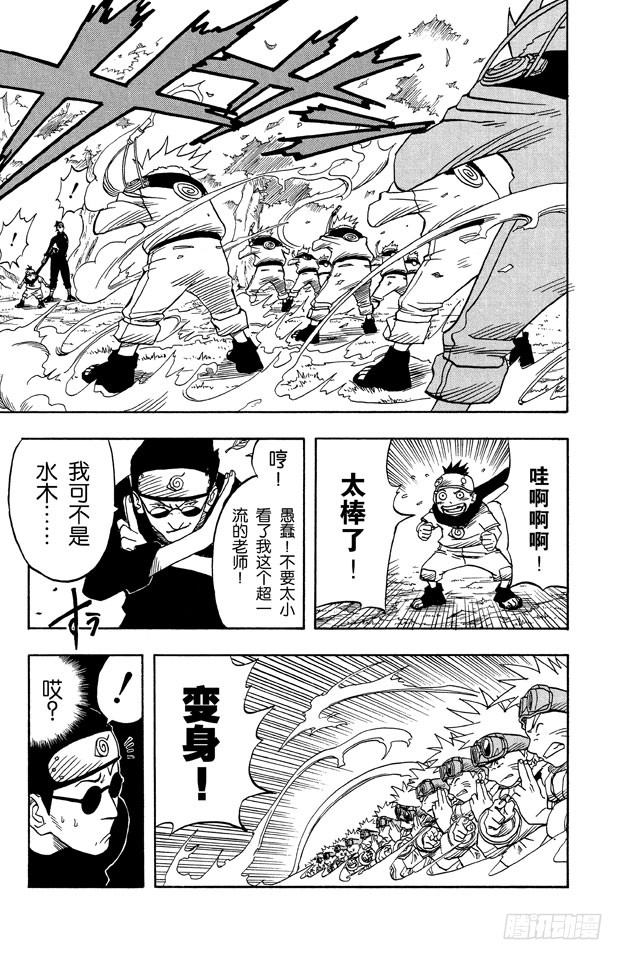 ！
！
哇啊啊啊！
太棒了！
哼！
愚蠢！不要太小
看了我这个超一
流的老师！
我可不是
水木……
すぅ
变身！
！
哎？
腾讯动漫